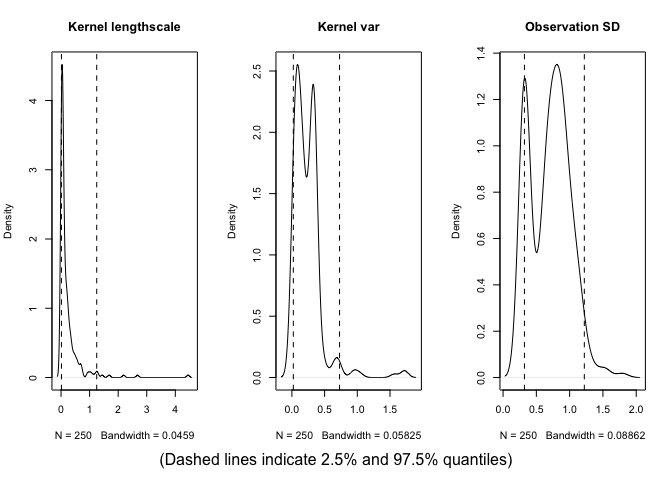 Kernel lengthscale
Density
0 1 2 3 4
0 1 2 3 4
N = 250 Bandwidth = 0.0459
Kernel var
Density
0.0 0.5 1.0 1.5 2.0 2.5
0.0 0.5 1.0 1.5
N = 250 Bandwidth = 0.05825
Observation SD
Density
0.0 0.2 0.4 0.6 0.8 1.0 1.2 1.4
0.0 0.5 1.0 1.5 2.0
N = 250 Bandwidth = 0.08862
(Dashed lines indicate 2.5% and 97.5% quantiles)